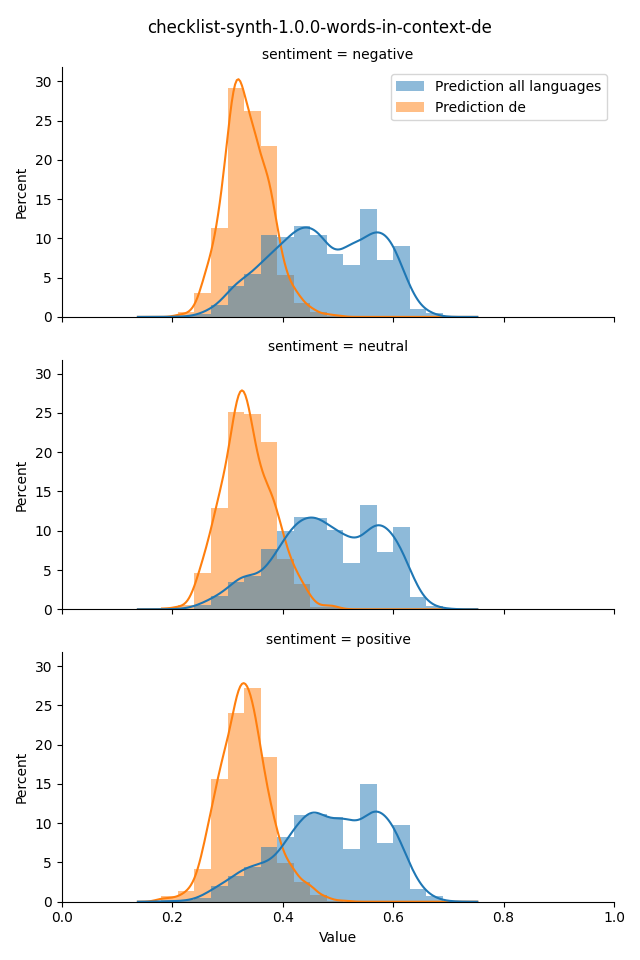 checklist-synth-1.0.0-words-in-context-de
sentiment = negative
Prediction all languages
Prediction de
Percent
30
25
20
15
10
5
0
sentiment = neutral
Percent
30
25
20
15
10
5
0
sentiment = positive
Percent
30
25
20
15
10
5
0
0.0 0.2 0.4 0.6 0.8 1.0
Value